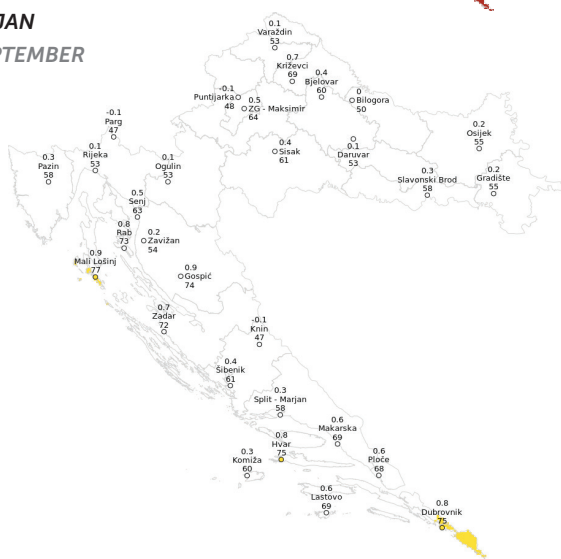 JAN
PTEMBER
0.1
Varaždin
53
0.7
Križevci
69
0.4
Bjelovar
60
-0.1
Puntijarka
48
0.5
ZG - Maksimir
64
0
Bilogora
50
-0.1
Parg
47
0.2
Osijek
55
0.3
Pazin
58
0.1
Rijeka
53
0.1
Ogulin
53
0.4
Sisak
61
0.1
Daruvar
53
0.3
Slavonski Brod
58
0.2
Gradište
55
0.5
Senj
63
0.8
Rab
73
0.2
Zavižan
54
0.9
Mali Lošinj
77
0.9
Gospić
74
0.7
Zadar
72
-0.1
Knin
47
0.4
Šibenik
61
0.3
Split - Marjan
58
0.6
Makarska
69
0.8
Hvar
75
0.3
Komiža
60
0.6
Ploče
68
0.6
Lastovo
69
0.8
Dubrovnik
75